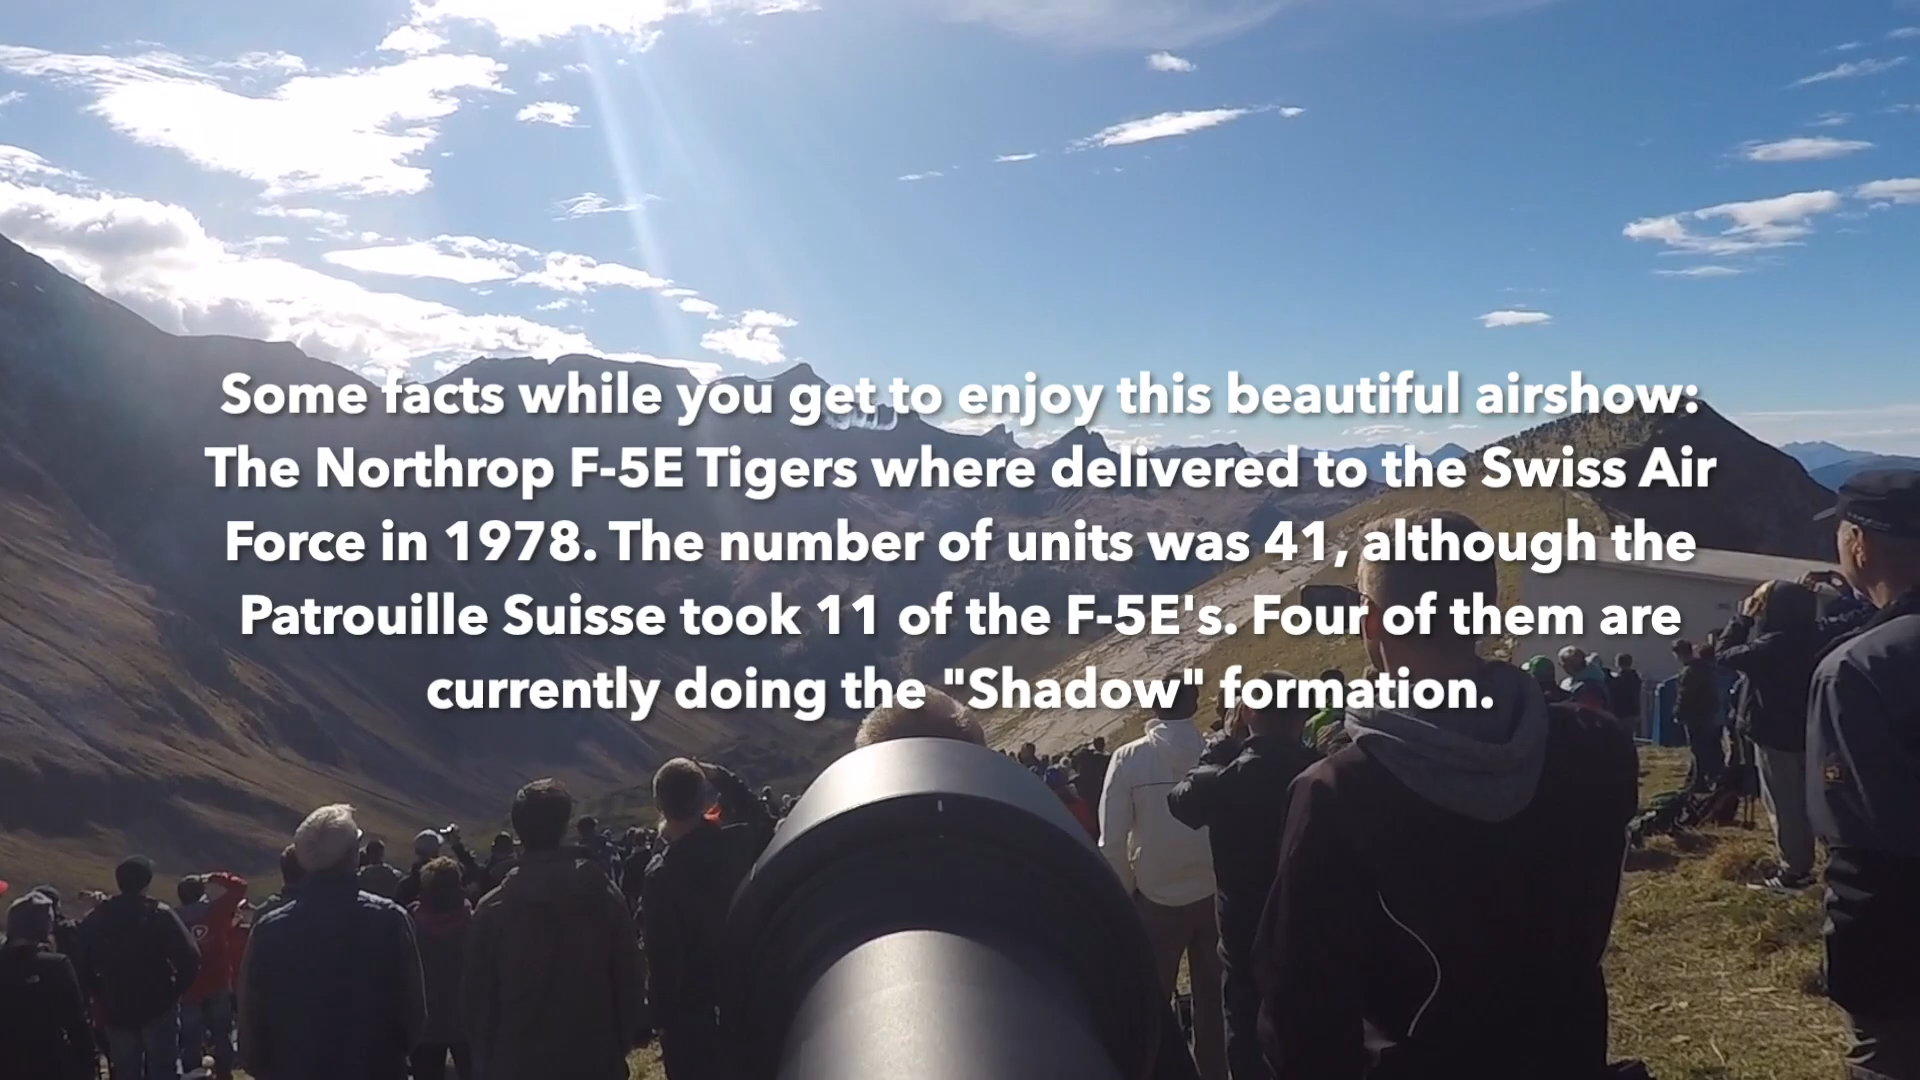 Some facts while you get to enjoy this beautiful airshow:
The Northrop F-5E Tigers where delivered to the Swiss Air
Force in 1978. The number of units was 41, although the
Patrouille Suisse took 11 of the F-5E's. Four of them are
currently doing the "Shadow" formation.